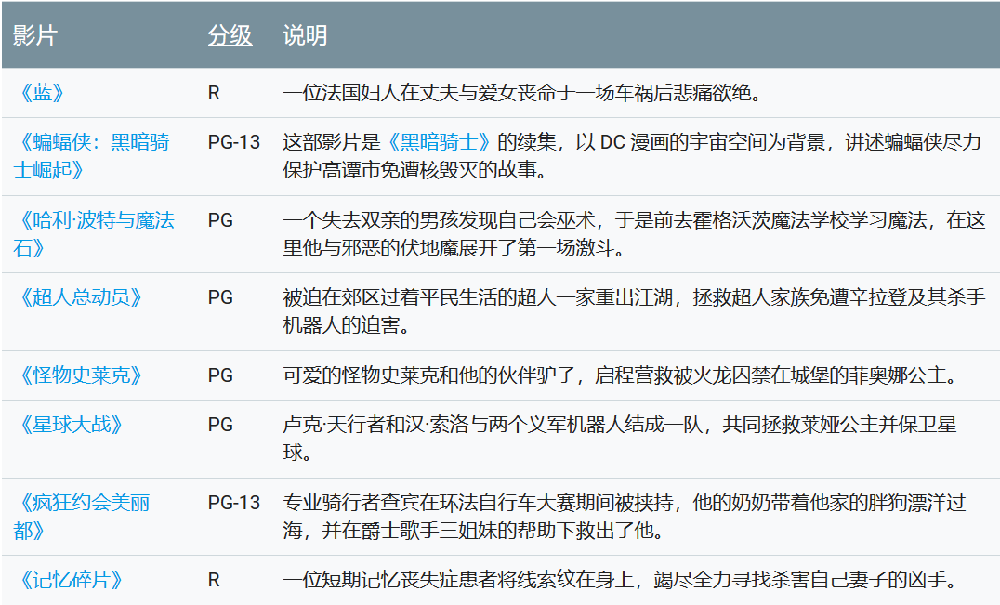 影片 分级 说明
《蓝》 R 一位法国妇人在丈夫与爱女丧命于一场车祸后悲痛欲绝。
《蝙蝠侠：黑暗骑 PG-13 这部影片是《黑暗骑士》的续集，以 DC 漫画的宇宙空间为背景，讲述蝙蝠侠尽力
士崛起》 保护高谭市免遭核毁灭的故事。
《哈利·波特与魔法 PG 一个失去双亲的男孩发现自己会巫术，于是前去霍格沃茨魔法学校学习魔法，在这
石》 里他与邪恶的伏地魔展开了第一场激斗。
《超人总动员》 PG 被迫在郊区过着平民生活的超人一家重出江湖，拯救超人家族免遭辛拉登及其杀手
机器人的迫害。
《怪物史莱克》 PG 可爱的怪物史莱克和他的伙伴驴子，启程营救被火龙囚禁在城堡的菲奥娜公主。
《星球大战》 PG 卢克·天行者和汉·索洛与两个义军机器人结成一队，共同拯救莱娅公主并保卫星
球。
《疯狂约会美丽 PG-13 专业骑行者查宾在环法自行车大赛期间被挟持，他的奶奶带着他家的胖狗漂洋过
都》 海，并在爵士歌手三姐妹的帮助下救出了他。
《记忆碎片》 R 一位短期记忆丧失症患者将线索纹在身上，竭尽全力寻找杀害自己妻子的凶手。